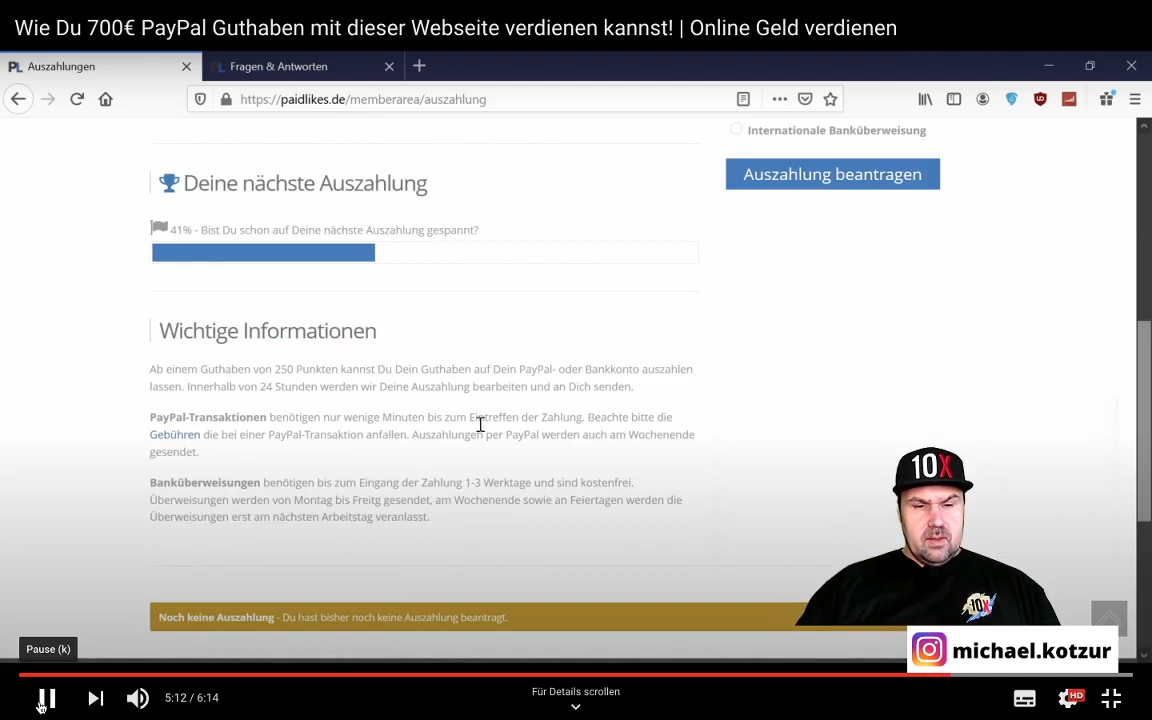 Wie Du 700€ PayPal Guthaben mit dieser Webseite verdienen kannst! | Online Geld verdienen
PL Auszahlungen
PL Fragen & Antworten
https://paidlikes.de/memberarea/auszahlung
Internationale Banküberweisung
Auszahlung beantragen
Deine nächste Auszahlung
41% - Bist Du schon auf Deine nächste Auszahlung gespannt?
Wichtige Informationen
Ab einem Guthaben von 250 Punkten kannst Du Dein Guthaben auf Dein PayPal- oder Bankkonto auszahlen
lassen. Innerhalb von 24 Stunden werden wir Deine Auszahlung bearbeiten und an Dich senden.
PayPal-Transaktionen benötigen nur wenige Minuten bis zum Eintreffen der Zahlung. Beachte bitte die
Gebühren die bei einer PayPal-Transaktion anfallen. Auszahlungen per PayPal werden auch am Wochenende
gesendet.
Banküberweisungen benötigen bis zum Eingang der Zahlung 1-3 Werktage und sind kostenfrei.
Überweisungen werden von Montag bis Freitg gesendet, am Wochenende sowie an Feiertagen werden die
Überweisungen erst am nächsten Arbeitstag veranlasst.
10X
10X
Noch keine Auszahlung - Du hast bisher noch keine Auszahlung beantragt.
michael.kotzur
Pause (k)
5:12 / 6:14
Für Details scrollen
HD